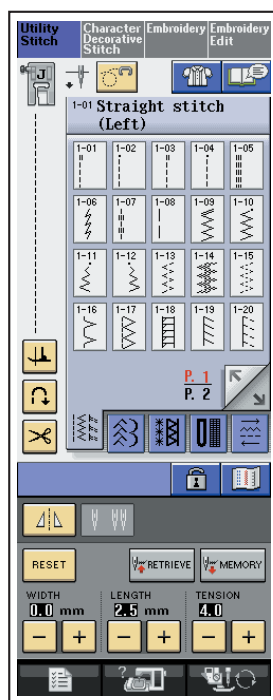 Utility Stitch
Character Decorative Stitch
Embroidery
Embroidery Edit
J
1-01 Straight stitch
(Left)
1-01 1-02 1-03 1-04 1-05
1-06 1-07 1-08 1-09 1-10
1-11 1-12 1-13 1-14 1-15
1-16 1-17 1-18 1-19 1-20
P. 1
P. 2
RESET
RETRIEVE
MEMORY
WIDTH LENGTH TENSION
0.0 mm 2.5 mm 4.0
− + − + − +
?